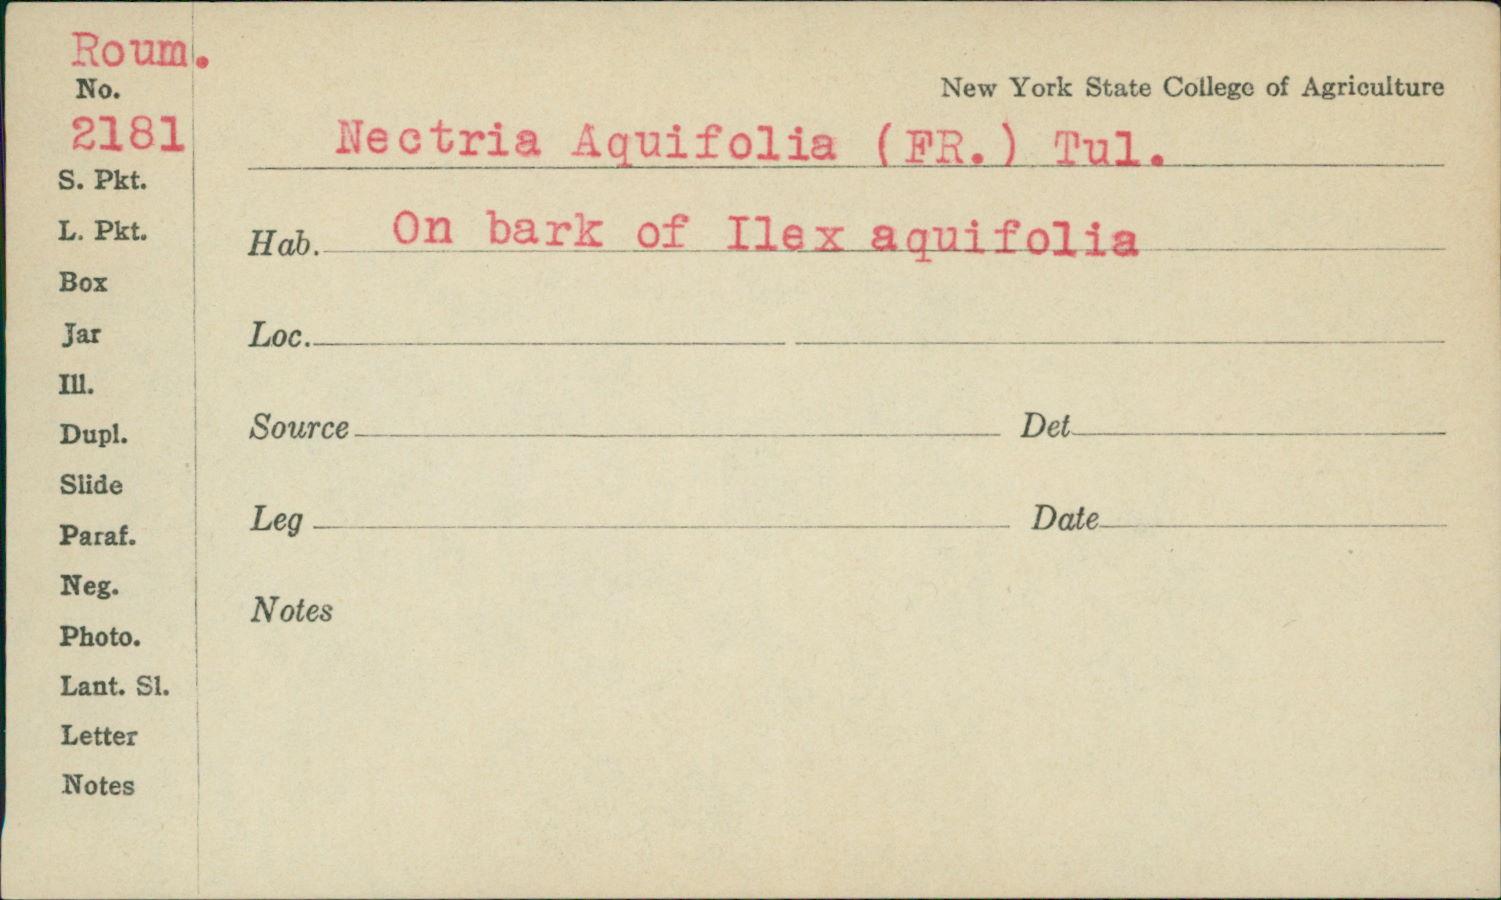 Roum.
No.
2181
S. Pkt.
L. Pkt.
Box
Jar
Ill.
Dupl.
Slide
Paraf.
Neg.
Photo.
Lant. Sl.
Letter
Notes
New York State College of Agriculture
Nectria Aquifolia (FR.) Tul.
Hab. On bark of Ilex aquifolia
Loc.
Source Det
Leg Date
Notes